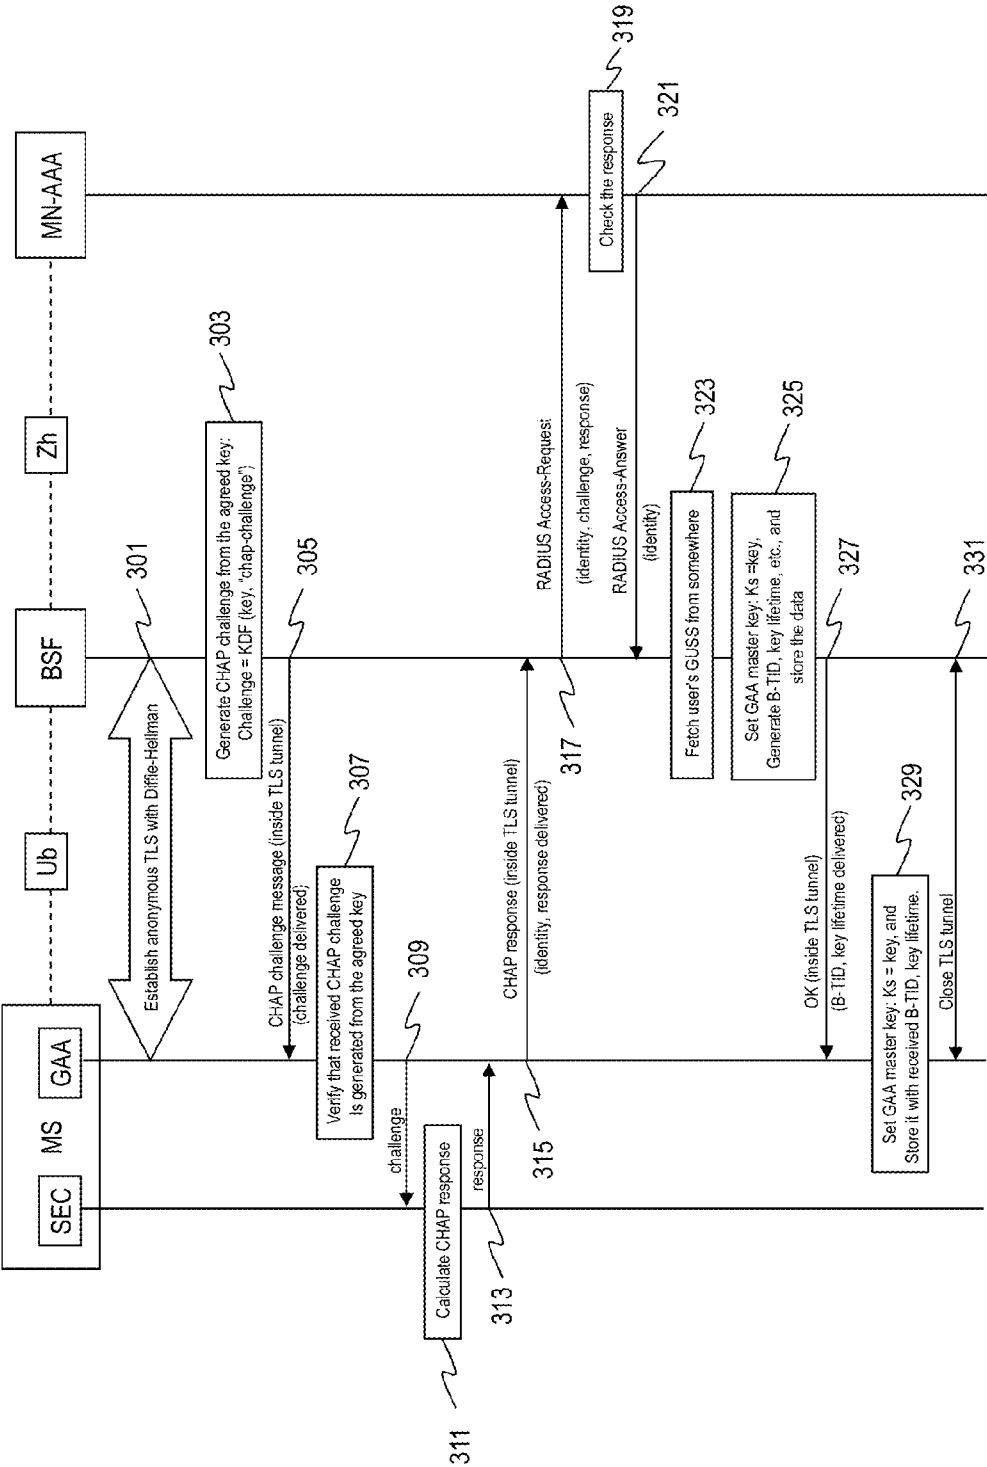 SEC
MS
GAA
Ub
BSF
Zh
MN-AAA
Establish anonymous TLS with Diffie-Hellman
301
Generate CHAP challenge from the agreed key:
Challenge = KDF (key, "chap-challenge")
303
CHAP challenge message (inside TLS tunnel)
(challenge delivered)
305
Verify that received CHAP challenge
Is generated from the agreed key
307
challenge
309
Calculate CHAP response
311
response
313
CHAP response (inside TLS tunnel)
(identity, response delivered)
315
RADIUS Access-Request
(identity, challenge, response)
317
Check the response
319
RADIUS Access-Answer
(identity)
321
Fetch user's GUSS from somewhere
323
Set GAA master key: Ks =key,
Generate B-TID, key lifetime, etc., and
store the data
325
OK (inside TLS tunnel)
(B-TID, key lifetime delivered)
327
Set GAA master key: Ks = key, and
Store it with received B-TID, key lifetime.
329
Close TLS tunnel
331